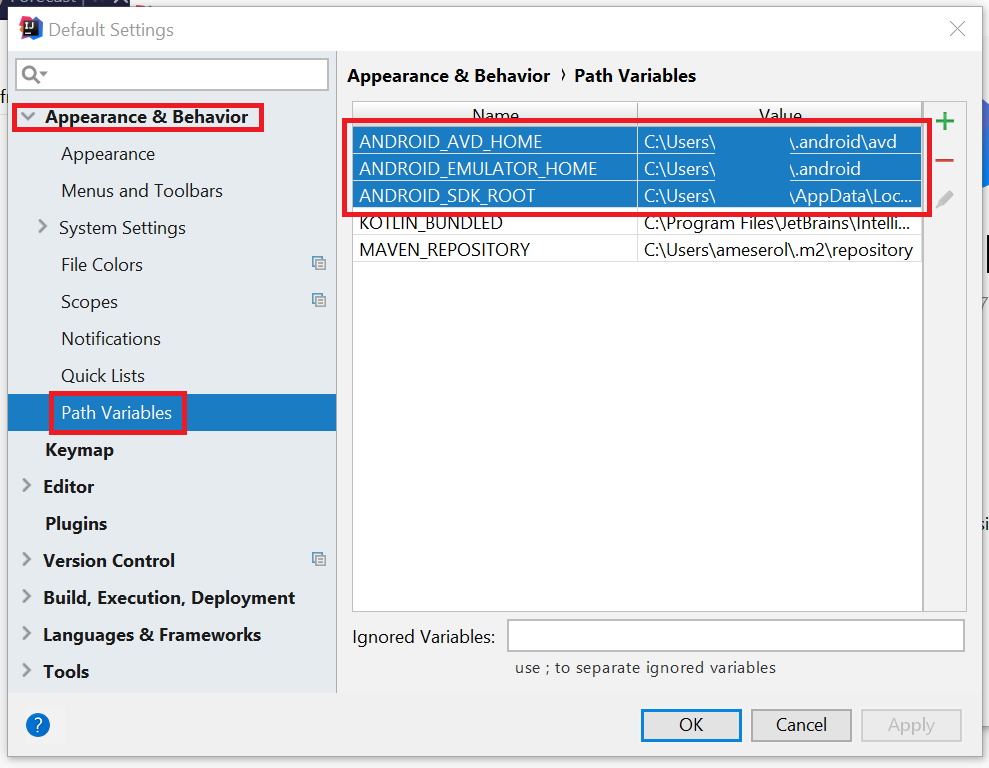 Forecast
Default Settings
Appearance & Behavior
Appearance
Menus and Toolbars
System Settings
File Colors
Scopes
Notifications
Quick Lists
Path Variables
Keymap
Editor
Plugins
Version Control
Build, Execution, Deployment
Languages & Frameworks
Tools
Appearance & Behavior › Path Variables
Name Value
ANDROID_AVD_HOME C:\Users\ \.android\avd
ANDROID_EMULATOR_HOME C:\Users\ \.android
ANDROID_SDK_ROOT C:\Users\ \AppData\Loc...
KOTLIN_BUNDLED C:\Program Files\JetBrains\Intelli...
MAVEN_REPOSITORY C:\Users\ameserol\.m2\repository
Ignored Variables:
use ; to separate ignored variables
? OK Cancel Apply